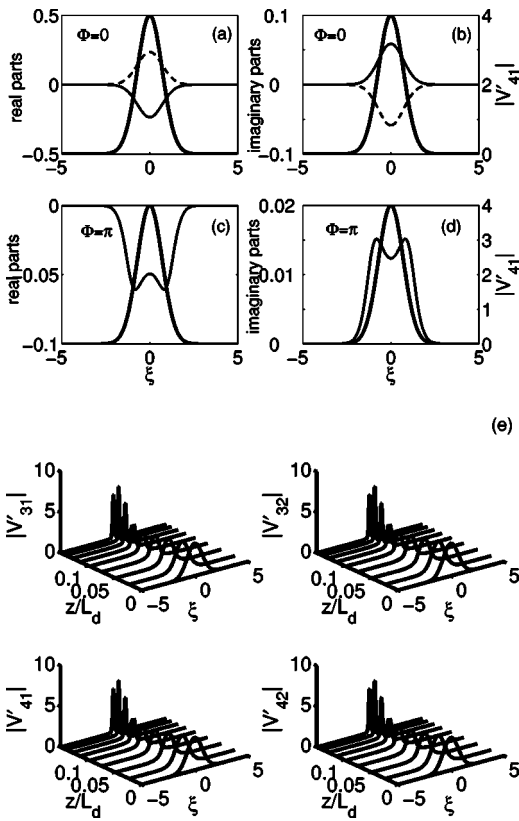 0.5 (a) Φ=0
real parts
0
−0.5
−5 0 5
0.1 (b) Φ=0 4
imaginary parts
0 2
|V′41|
−0.1 0
−5 0 5
0 (c) Φ=π
real parts
0.05
−0.1
−5 0 5
ξ
0.02 (d) Φ=π 4
imaginary parts
3
0.01 2
|V′41|
1
0 0
−5 0 5
ξ
(e)
10
5
0
|V′31|
0.1 0.05 0
z/Ld
−5 0 5
ξ
10
5
0
|V′32|
0.1 0.05 0
z/Ld
−5 0 5
ξ
10
5
0
|V′41|
0.1 0.05 0
z/Ld
−5 0 5
ξ
10
5
0
|V′42|
0.1 0.05 0
z/Ld
−5 0 5
ξ